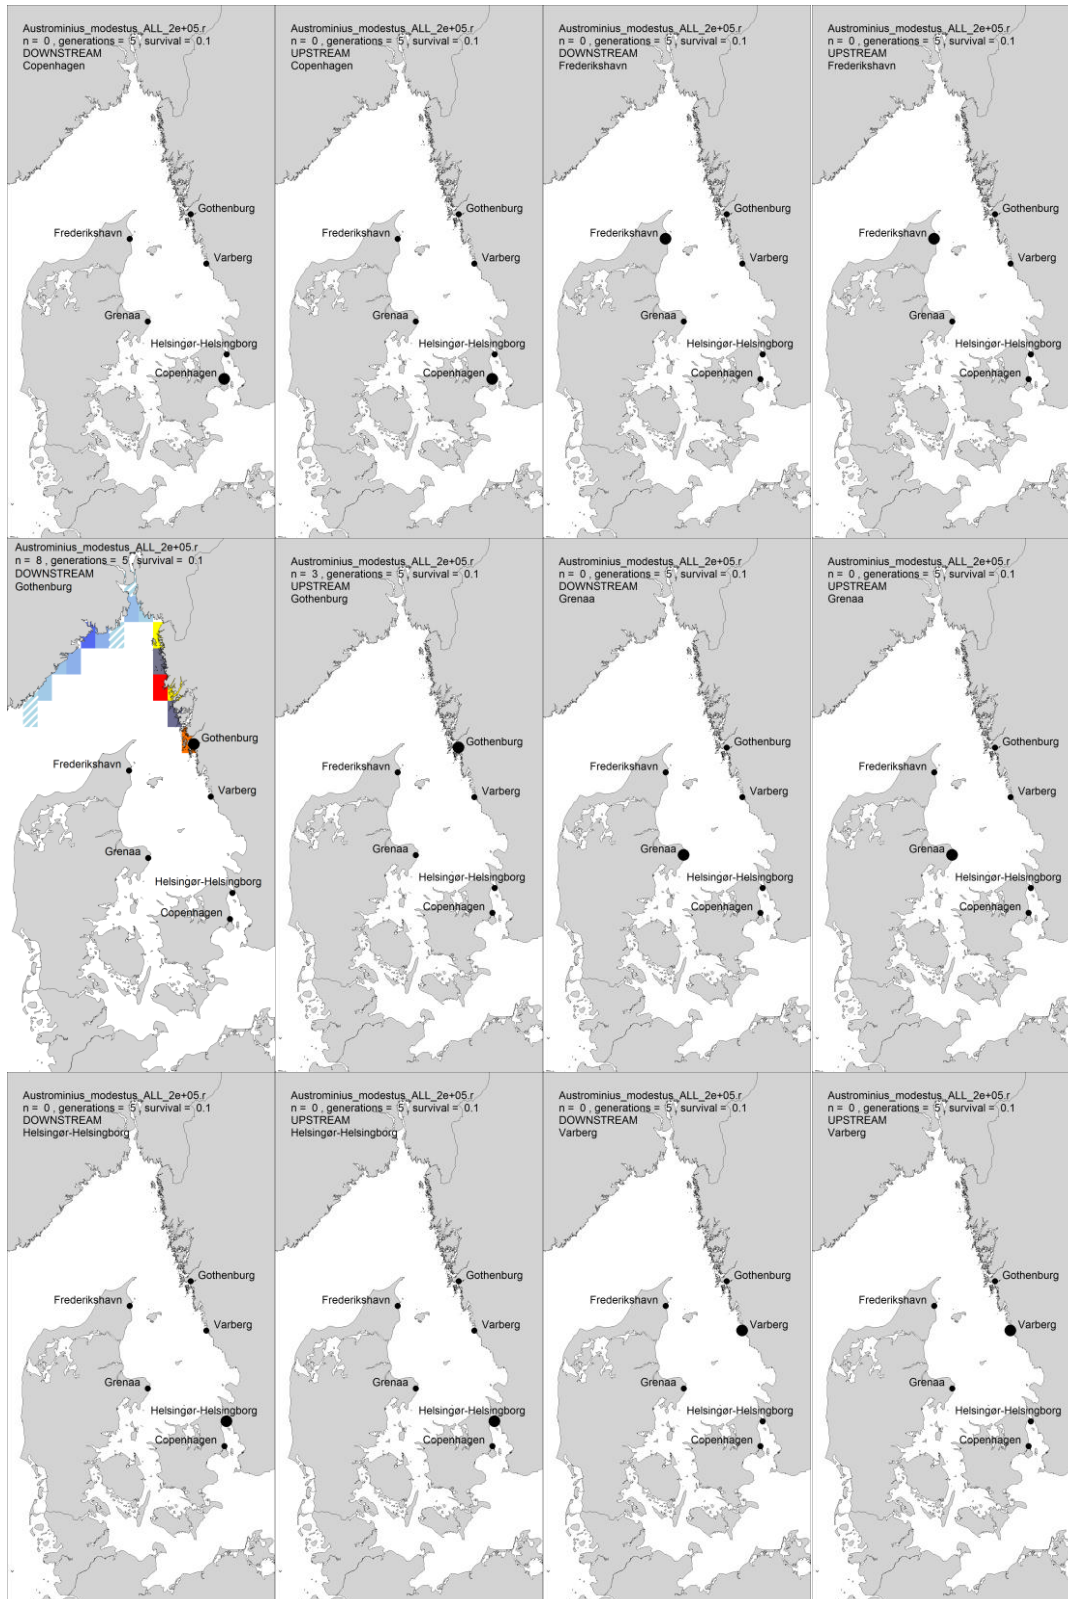 Austrominius_modestus_ALL_2e+05.r
n = 0 , generations = 5 , survival = 0.1
DOWNSTREAM
Copenhagen
Gothenburg
Frederikshavn
Varberg
Grenaa
Helsingør-Helsingborg
Copenhagen
Austrominius_modestus_ALL_2e+05.r
n = 0 , generations = 5 , survival = 0.1
UPSTREAM
Copenhagen
Gothenburg
Frederikshavn
Varberg
Grenaa
Helsingør-Helsingborg
Copenhagen
Austrominius_modestus_ALL_2e+05.r
n = 0 , generations = 5 , survival = 0.1
DOWNSTREAM
Frederikshavn
Gothenburg
Frederikshavn
Varberg
Grenaa
Helsingør-Helsingborg
Copenhagen
Austrominius_modestus_ALL_2e+05.r
n = 0 , generations = 5 , survival = 0.1
UPSTREAM
Frederikshavn
Gothenburg
Frederikshavn
Varberg
Grenaa
Helsingør-Helsingborg
Copenhagen
Austrominius_modestus_ALL_2e+05.r
n = 8 , generations = 5 , survival = 0.1
DOWNSTREAM
Gothenburg
Gothenburg
Frederikshavn
Varberg
Grenaa
Helsingør-Helsingborg
Copenhagen
Austrominius_modestus_ALL_2e+05.r
n = 3 , generations = 5 , survival = 0.1
UPSTREAM
Gothenburg
Gothenburg
Frederikshavn
Varberg
Grenaa
Helsingør-Helsingborg
Copenhagen
Austrominius_modestus_ALL_2e+05.r
n = 0 , generations = 5 , survival = 0.1
DOWNSTREAM
Grenaa
Gothenburg
Frederikshavn
Varberg
Grenaa
Helsingør-Helsingborg
Copenhagen
Austrominius_modestus_ALL_2e+05.r
n = 0 , generations = 5 , survival = 0.1
UPSTREAM
Grenaa
Gothenburg
Frederikshavn
Varberg
Grenaa
Helsingør-Helsingborg
Copenhagen
Austrominius_modestus_ALL_2e+05.r
n = 0 , generations = 5 , survival = 0.1
DOWNSTREAM
Helsingør-Helsingborg
Gothenburg
Frederikshavn
Varberg
Grenaa
Helsingør-Helsingborg
Copenhagen
Austrominius_modestus_ALL_2e+05.r
n = 0 , generations = 5 , survival = 0.1
UPSTREAM
Helsingør-Helsingborg
Gothenburg
Frederikshavn
Varberg
Grenaa
Helsingør-Helsingborg
Copenhagen
Austrominius_modestus_ALL_2e+05.r
n = 0 , generations = 5 , survival = 0.1
DOWNSTREAM
Varberg
Gothenburg
Frederikshavn
Varberg
Grenaa
Helsingør-Helsingborg
Copenhagen
Austrominius_modestus_ALL_2e+05.r
n = 0 , generations = 5 , survival = 0.1
UPSTREAM
Varberg
Gothenburg
Frederikshavn
Varberg
Grenaa
Helsingør-Helsingborg
Copenhagen